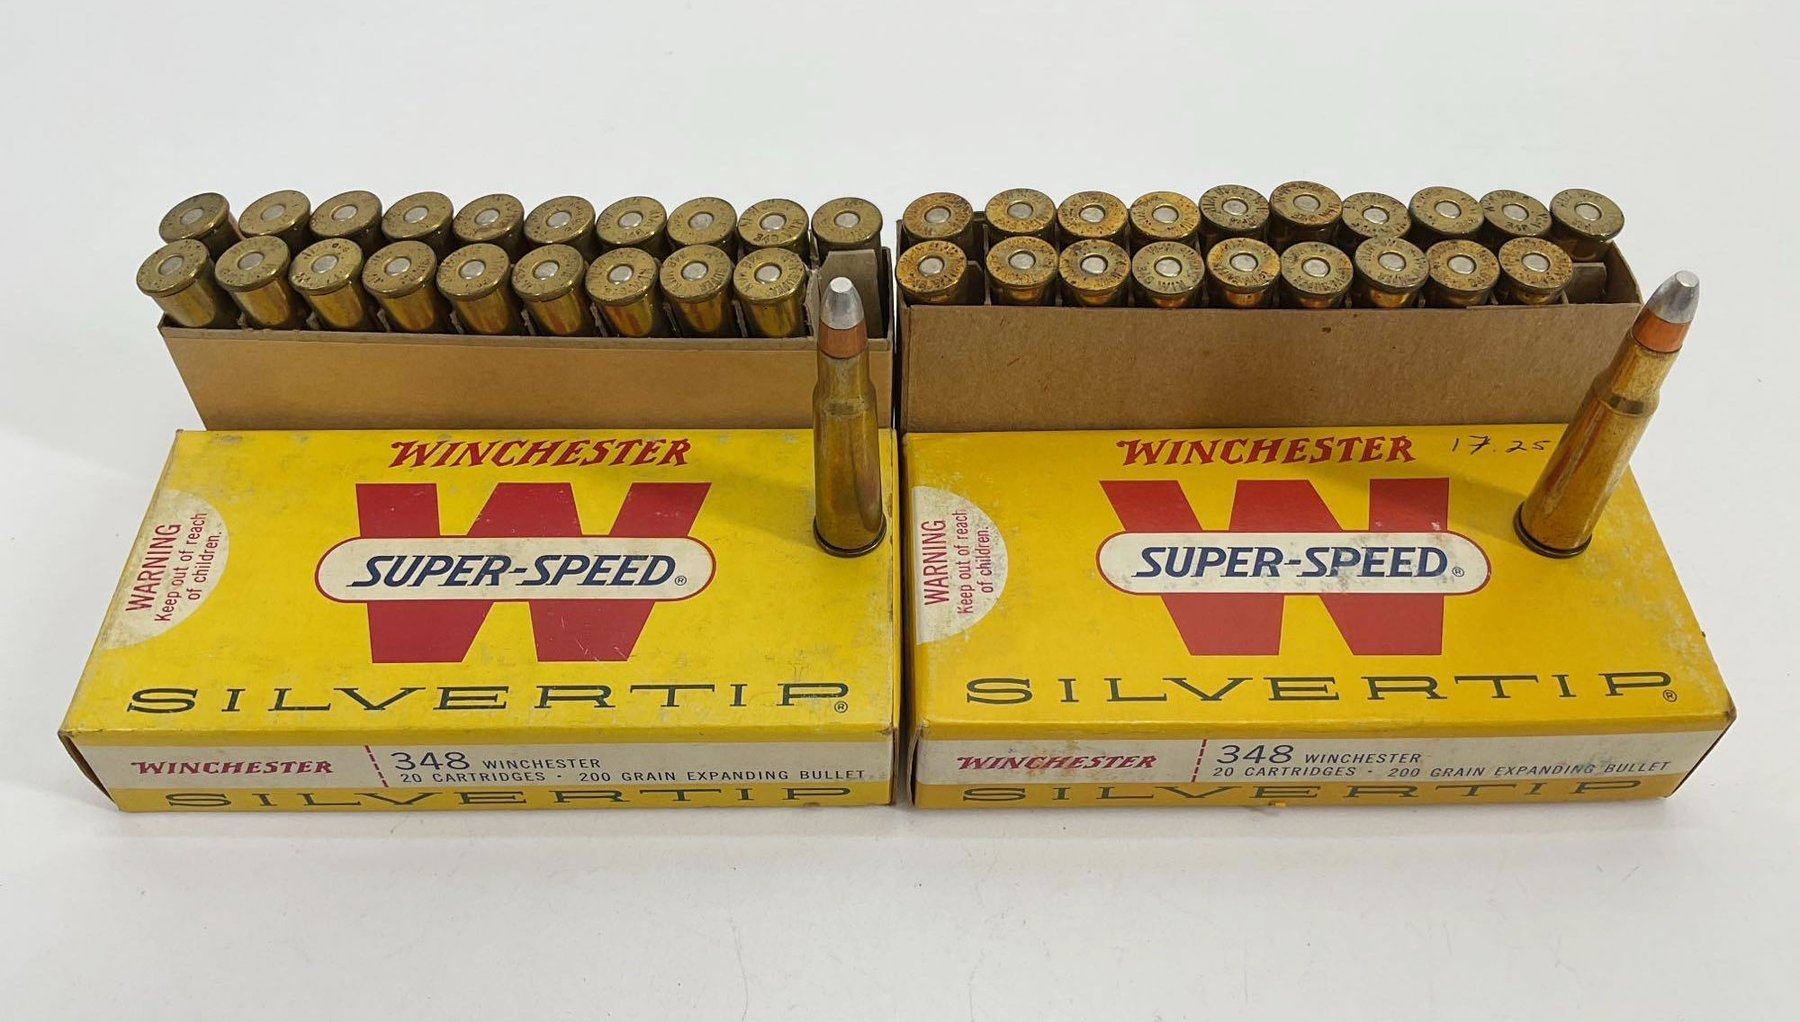 WINCHESTER
W
SUPER-SPEED®
WARNING
Keep out of reach
of children.
SILVERTIP®
WINCHESTER
348 WINCHESTER
20 CARTRIDGES · 200 GRAIN EXPANDING BULLET
SILVERTIP
WINCHESTER 17.25
W
SUPER-SPEED®
WARNING
Keep out of reach
of children.
SILVERTIP®
WINCHESTER
348 WINCHESTER
20 CARTRIDGES · 200 GRAIN EXPANDING BULLET
SILVERTIP